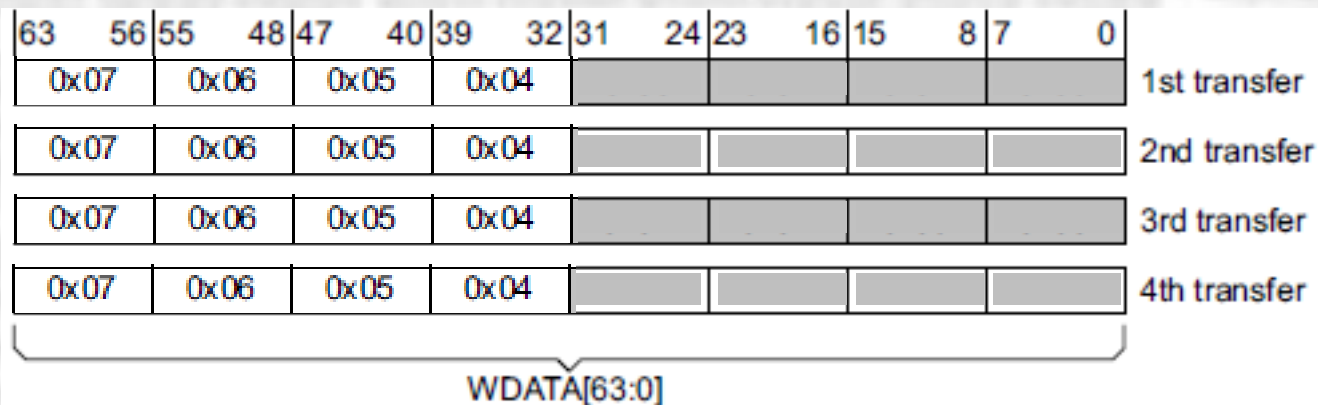 63 56 55 48 47 40 39 32 31 24 23 16 15 8 7 0
0x07 0x06 0x05 0x04 1st transfer
0x07 0x06 0x05 0x04 2nd transfer
0x07 0x06 0x05 0x04 3rd transfer
0x07 0x06 0x05 0x04 4th transfer
WDATA[63:0]